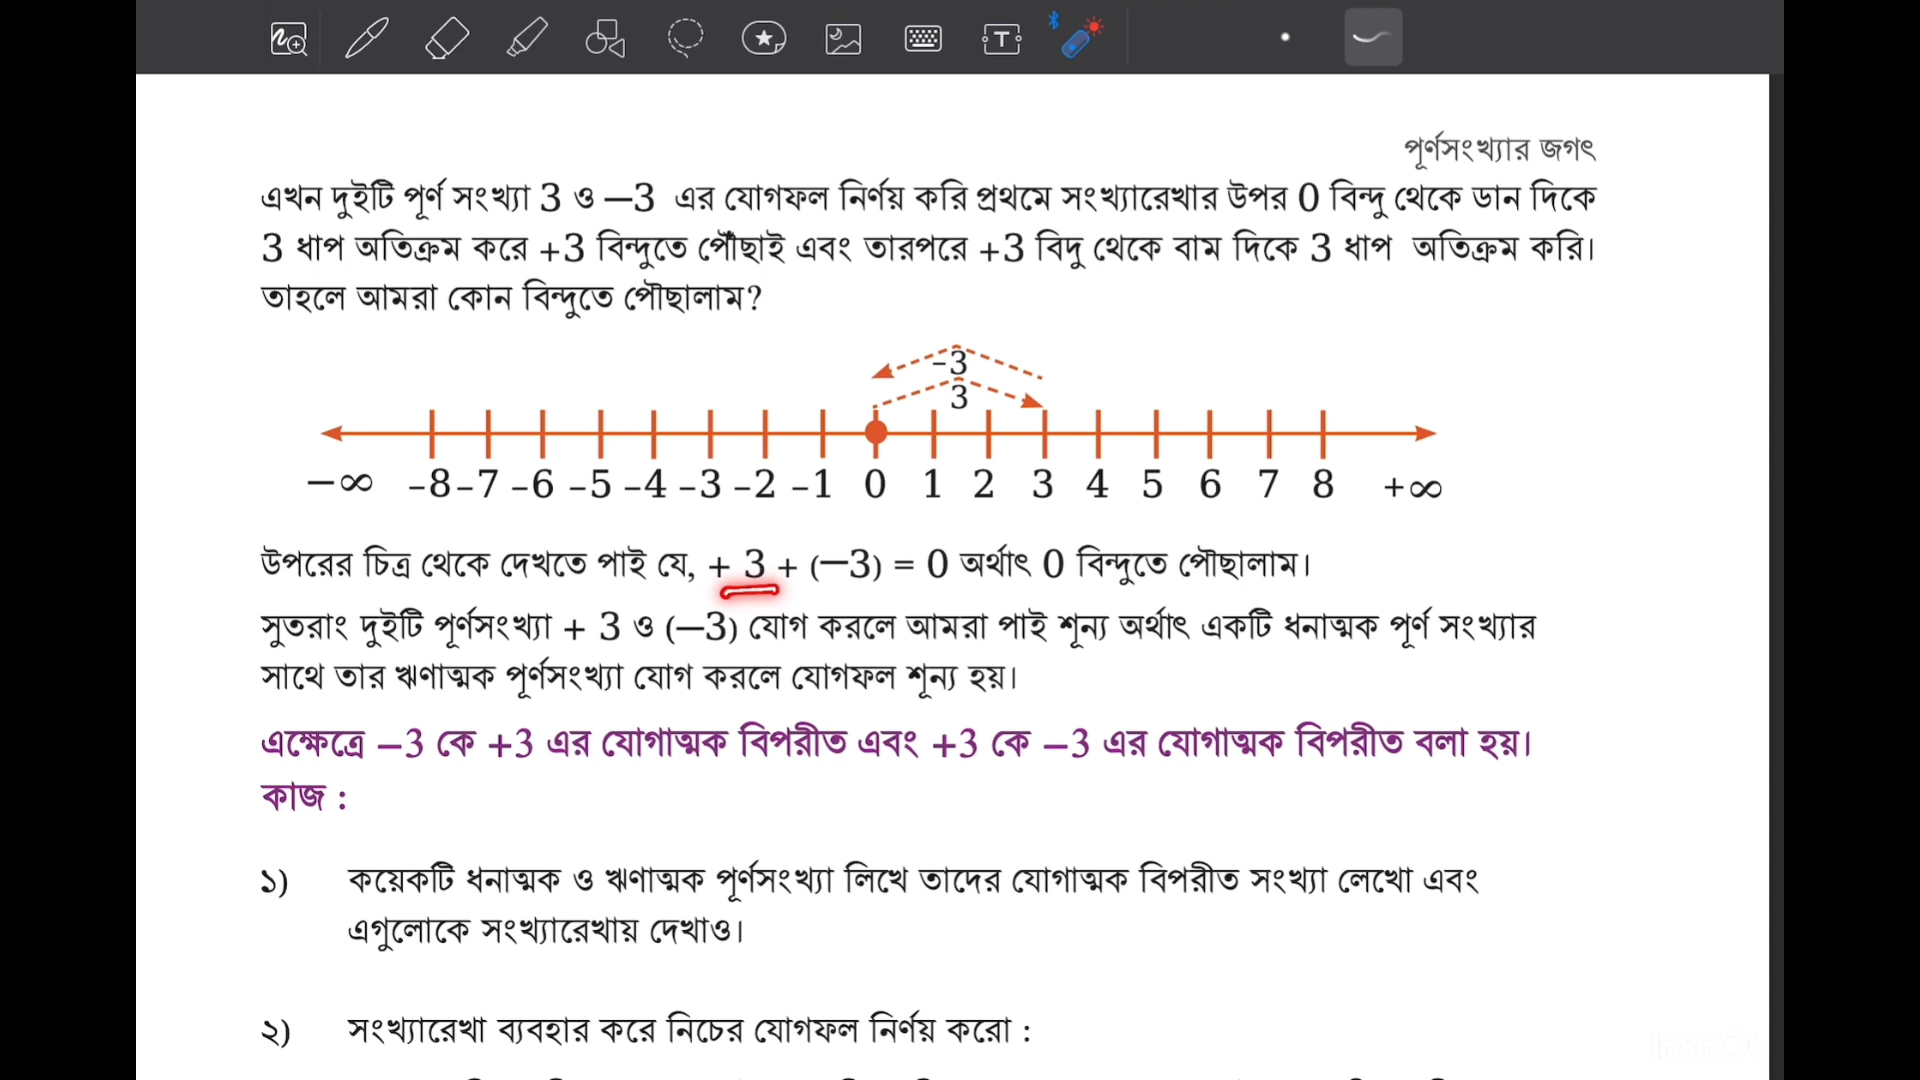 পূর্ণসংখ্যার জগৎ
এখন দুইটি পূর্ণ সংখ্যা 3 ও —3 এর যোগফল নির্ণয় করি প্রথমে সংখ্যারেখার উপর 0 বিন্দু থেকে ডান দিকে
3 ধাপ অতিক্রম করে +3 বিন্দুতে পৌঁছাই এবং তারপরে +3 বিদু থেকে বাম দিকে 3 ধাপ অতিক্রম করি।
তাহলে আমরা কোন বিন্দুতে পৌছালাম?
–3
3
—∞ –8 –7 –6 –5 –4 –3 –2 –1 0 1 2 3 4 5 6 7 8 +∞
উপরের চিত্র থেকে দেখতে পাই যে, + 3 + (—3) = 0 অর্থাৎ 0 বিন্দুতে পৌছালাম।
সুতরাং দুইটি পূর্ণসংখ্যা + 3 ও (—3) যোগ করলে আমরা পাই শূন্য অর্থাৎ একটি ধনাত্মক পূর্ণ সংখ্যার
সাথে তার ঋণাত্মক পূর্ণসংখ্যা যোগ করলে যোগফল শূন্য হয়।
এক্ষেত্রে –3 কে +3 এর যোগাত্মক বিপরীত এবং +3 কে –3 এর যোগাত্মক বিপরীত বলা হয়।
কাজ :
১) কয়েকটি ধনাত্মক ও ঋণাত্মক পূর্ণসংখ্যা লিখে তাদের যোগাত্মক বিপরীত সংখ্যা লেখো এবং
এগুলোকে সংখ্যারেখায় দেখাও।
২) সংখ্যারেখা ব্যবহার করে নিচের যোগফল নির্ণয় করো :